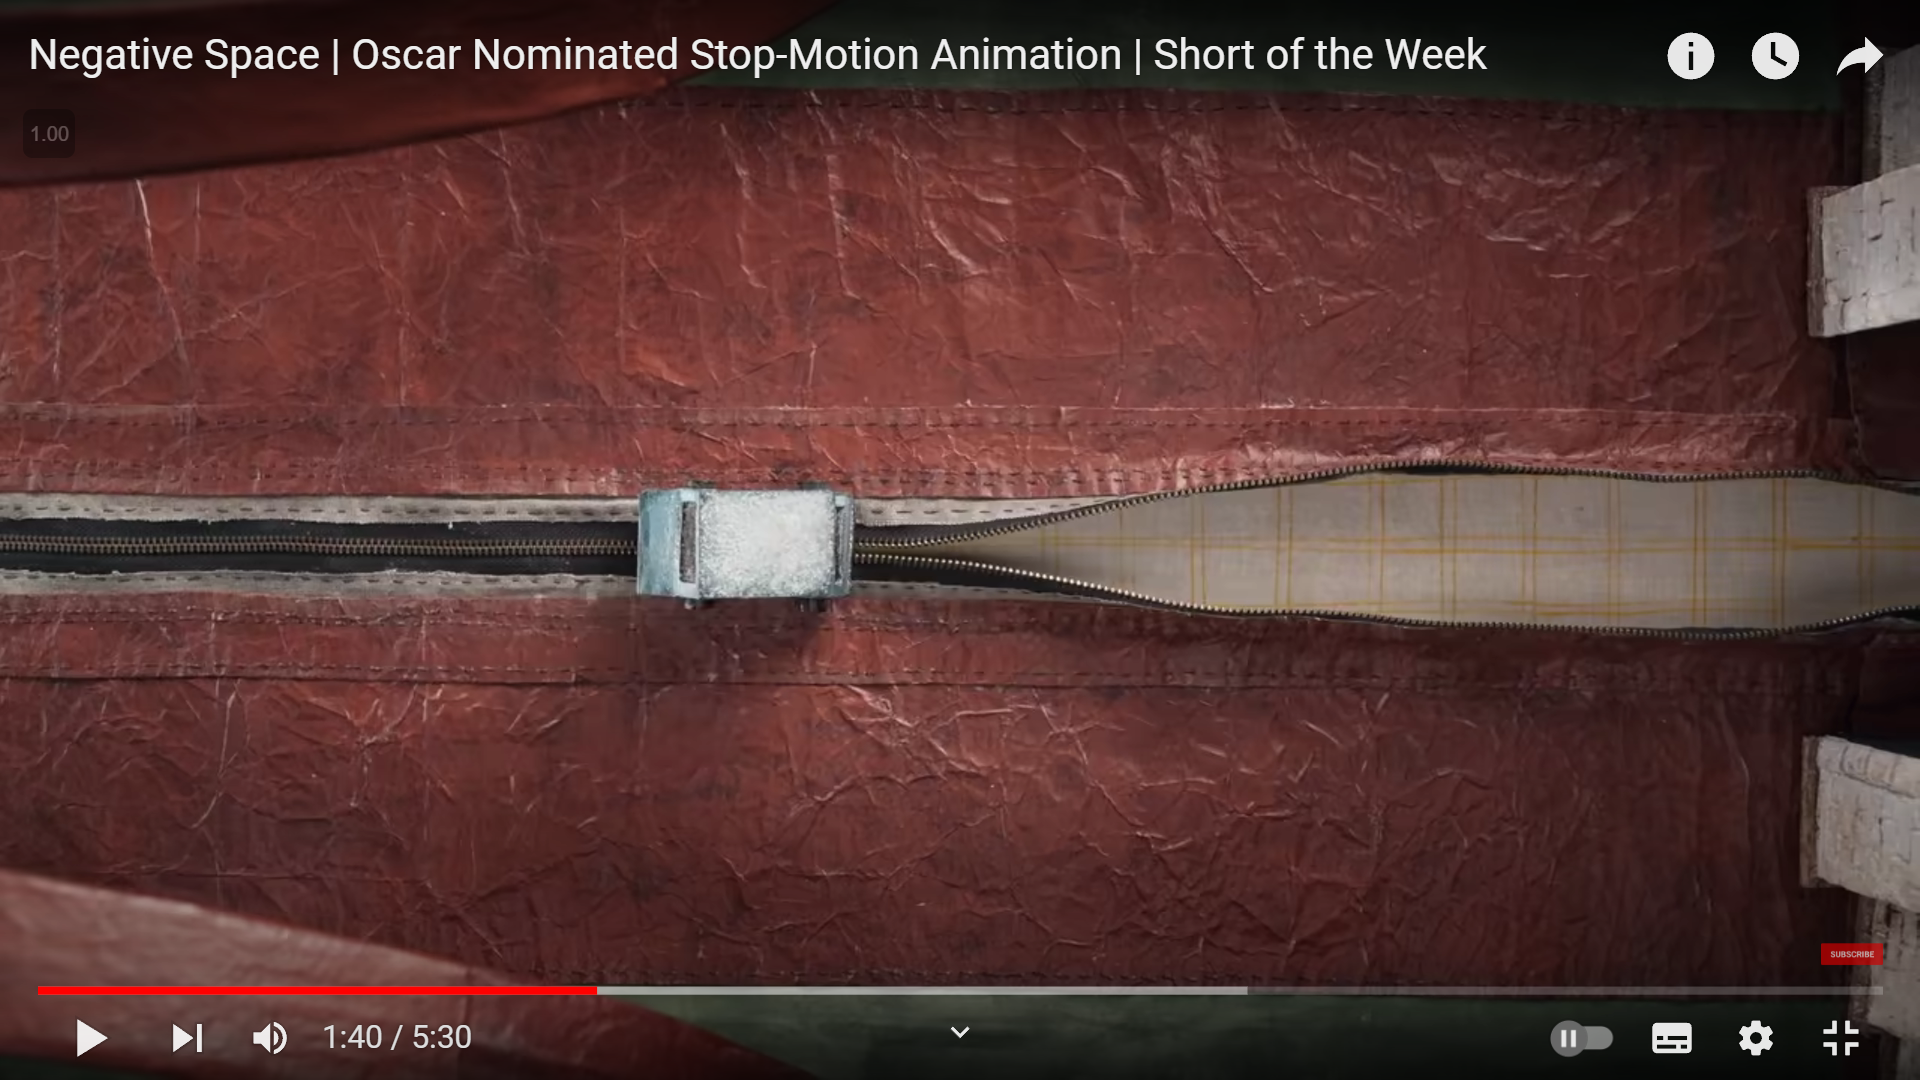 Negative Space | Oscar Nominated Stop-Motion Animation | Short of the Week
1.00
SUBSCRIBE
1:40 / 5:30